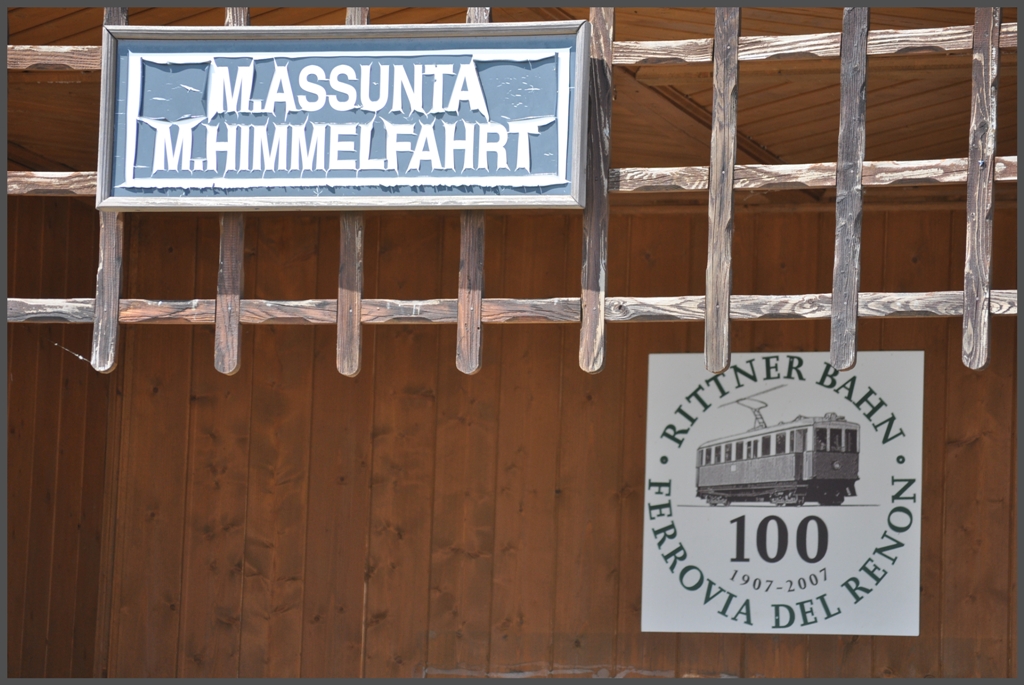 M.ASSUNTA
M.HIMMELFAHRT
• RITTNER BAHN •
100
1907-2007
FERROVIA DEL RENON